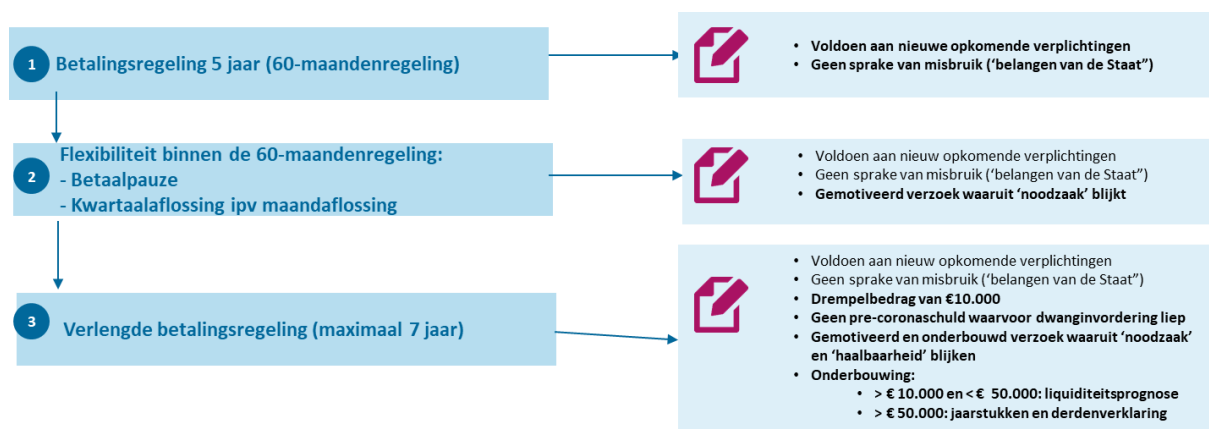 1
Betalingsregeling 5 jaar (60-maandenregeling)
• Voldoen aan nieuwe opkomende verplichtingen
• Geen sprake van misbruik (‘belangen van de Staat”)
2
Flexibiliteit binnen de 60-maandenregeling:
- Betaalpauze
- Kwartaalaflossing ipv maandaflossing
• Voldoen aan nieuw opkomende verplichtingen
• Geen sprake van misbruik (‘belangen van de Staat”)
• Gemotiveerd verzoek waaruit ‘noodzaak’ blijkt
3
Verlengde betalingsregeling (maximaal 7 jaar)
• Voldoen aan nieuw opkomende verplichtingen
• Geen sprake van misbruik (‘belangen van de Staat”)
• Drempelbedrag van €10.000
• Geen pre-coronaschuld waarvoor dwanginvordering liep
• Gemotiveerd en onderbouwd verzoek waaruit ‘noodzaak’
en ‘haalbaarheid’ blijken
• Onderbouwing:
• > € 10.000 en < € 50.000: liquiditeitsprognose
• > € 50.000: jaarstukken en derdenverklaring